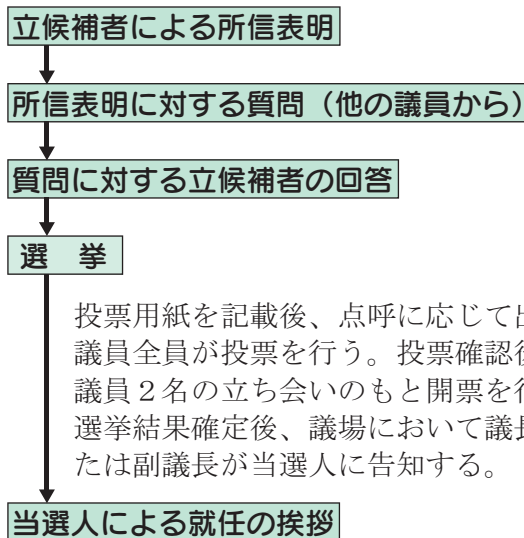 立候補者による所信表明
所信表明に対する質問(他の議員から)
質問に対する立候補者の回答
選 挙
投票用紙を記載後、点呼に応じて
議員全員が投票を行う。投票確認後
議員2名の立ち会いのもと開票を行
選挙結果確定後、議場において議長
たは副議長が当選人に告知する。
当選人による就任の挨拶